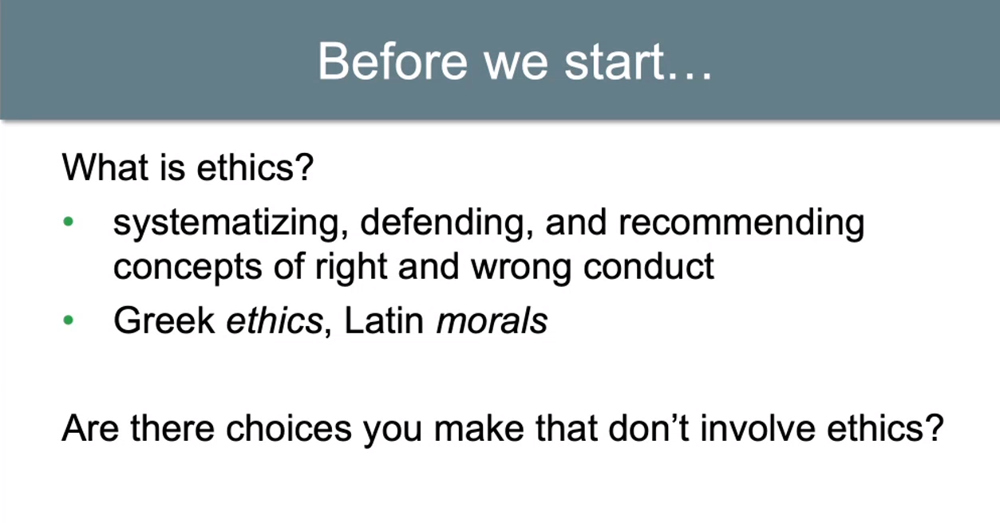 Before we start…
What is ethics?
• systematizing, defending, and recommending
concepts of right and wrong conduct
• Greek ethics, Latin morals
Are there choices you make that don’t involve ethics?